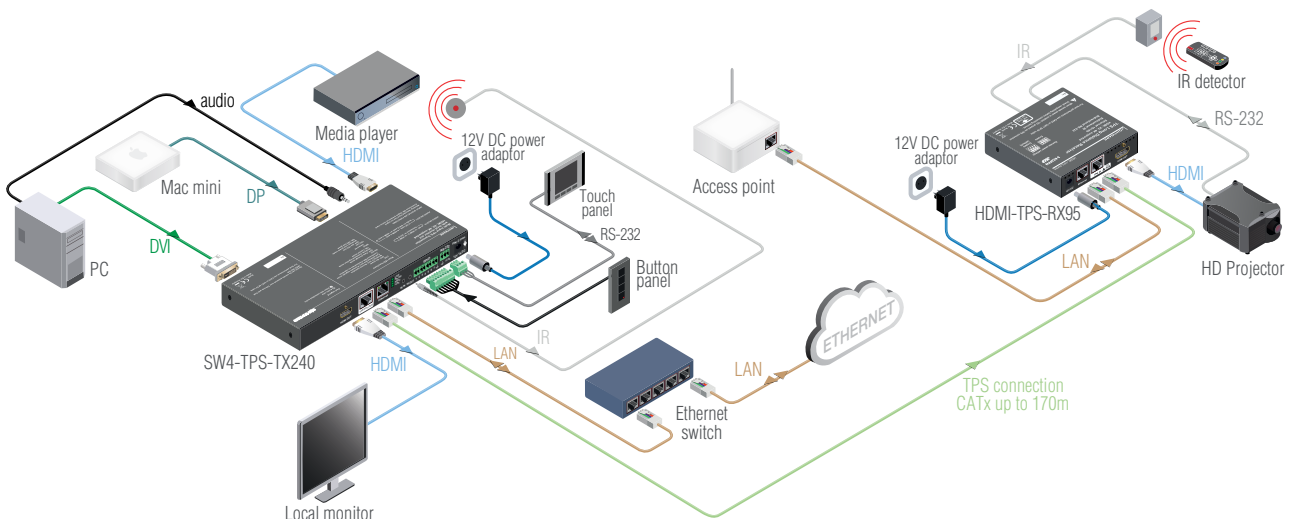 audio
Media player
HDMI
Mac mini
DP
DVI
PC
12V DC power
adaptor
Touch
panel
RS-232
Button
panel
IR
SW4-TPS-TX240
HDMI
LAN
Local monitor
Ethernet
switch
LAN
ETHERNET
Access point
12V DC power
adaptor
HDMI-TPS-RX95
IR
IR detector
RS-232
HDMI
HD Projector
LAN
TPS connection
CATx up to 170m